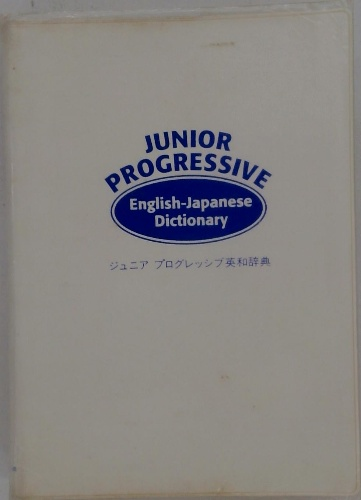 JUNIOR
PROGRESSIVE
English-Japanese
Dictionary
ジュニア プログレッシブ英和辞典